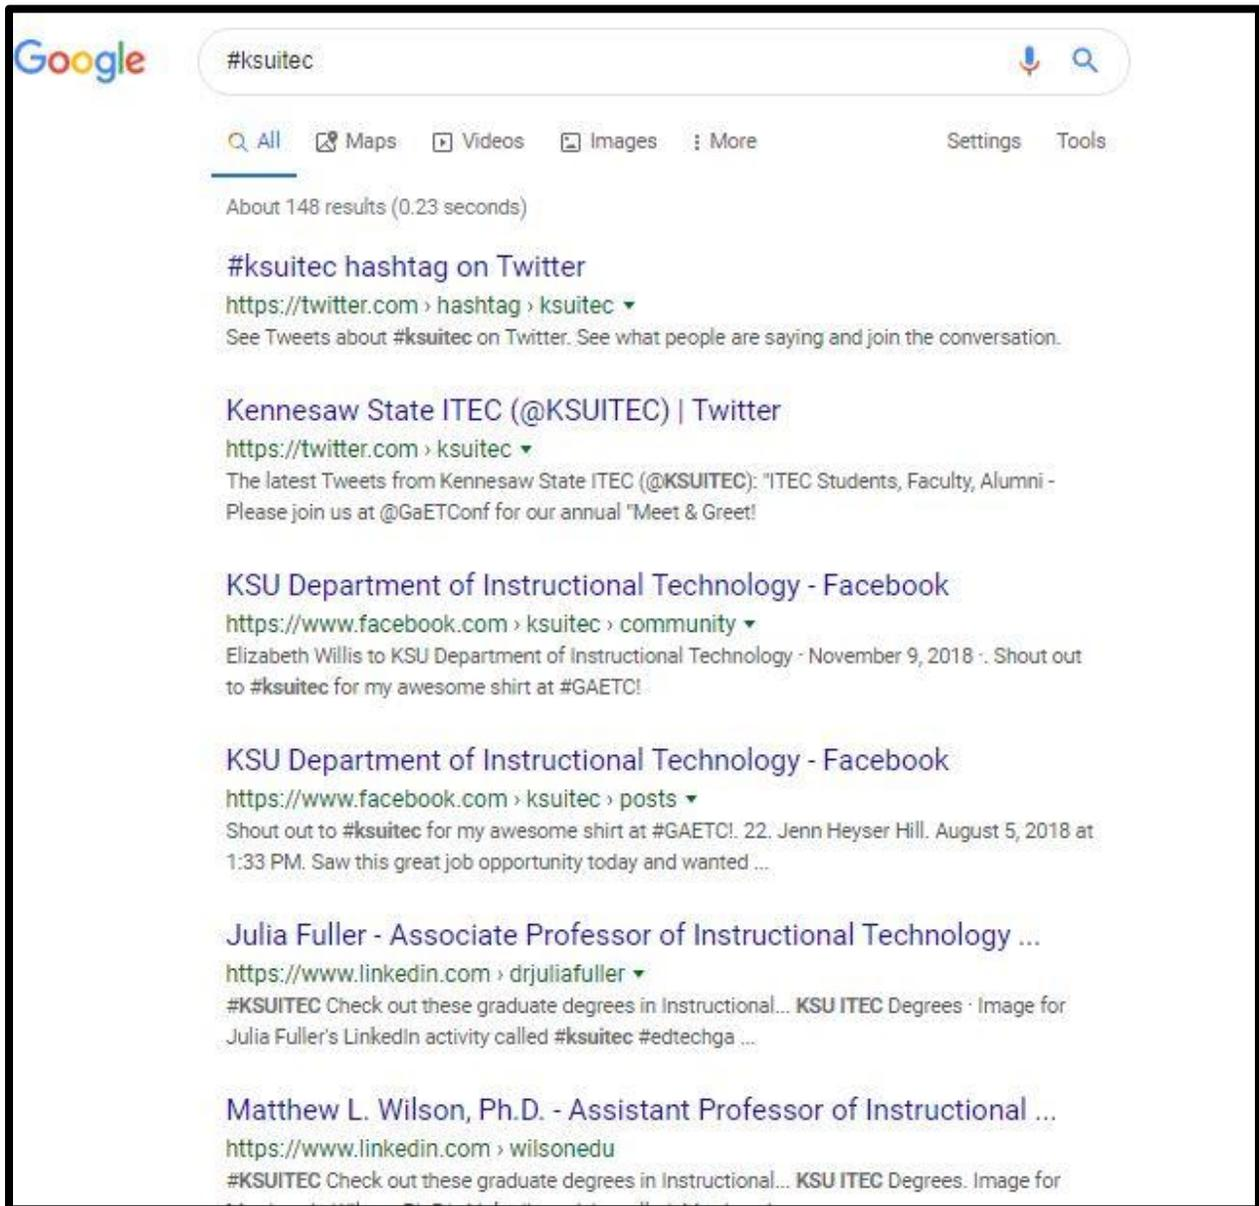 Google
#ksuitec
All Maps Videos Images More Settings Tools
About 148 results (0.23 seconds)
#ksuitec hashtag on Twitter
https://twitter.com › hashtag › ksuitec
See Tweets about #ksuitec on Twitter. See what people are saying and join the conversation.
Kennesaw State ITEC (@KSUITEC) | Twitter
https://twitter.com › ksuitec
The latest Tweets from Kennesaw State ITEC (@KSUITEC): "ITEC Students, Faculty, Alumni -
Please join us at @GaETConf for our annual "Meet & Greet!
KSU Department of Instructional Technology - Facebook
https://www.facebook.com › ksuitec › community
Elizabeth Willis to KSU Department of Instructional Technology · November 9, 2018 ·. Shout out
to #ksuitec for my awesome shirt at #GAETC!
KSU Department of Instructional Technology - Facebook
https://www.facebook.com › ksuitec › posts
Shout out to #ksuitec for my awesome shirt at #GAETC!. 22. Jenn Heyser Hill. August 5, 2018 at
1:33 PM. Saw this great job opportunity today and wanted ...
Julia Fuller - Associate Professor of Instructional Technology ...
https://www.linkedin.com › drjuliafuller
#KSUITEC Check out these graduate degrees in Instructional... KSU ITEC Degrees · Image for
Julia Fuller's LinkedIn activity called #ksuitec #edtechga ...
Matthew L. Wilson, Ph.D. - Assistant Professor of Instructional ...
https://www.linkedin.com › wilsonedu
#KSUITEC Check out these graduate degrees in Instructional... KSU ITEC Degrees. Image for